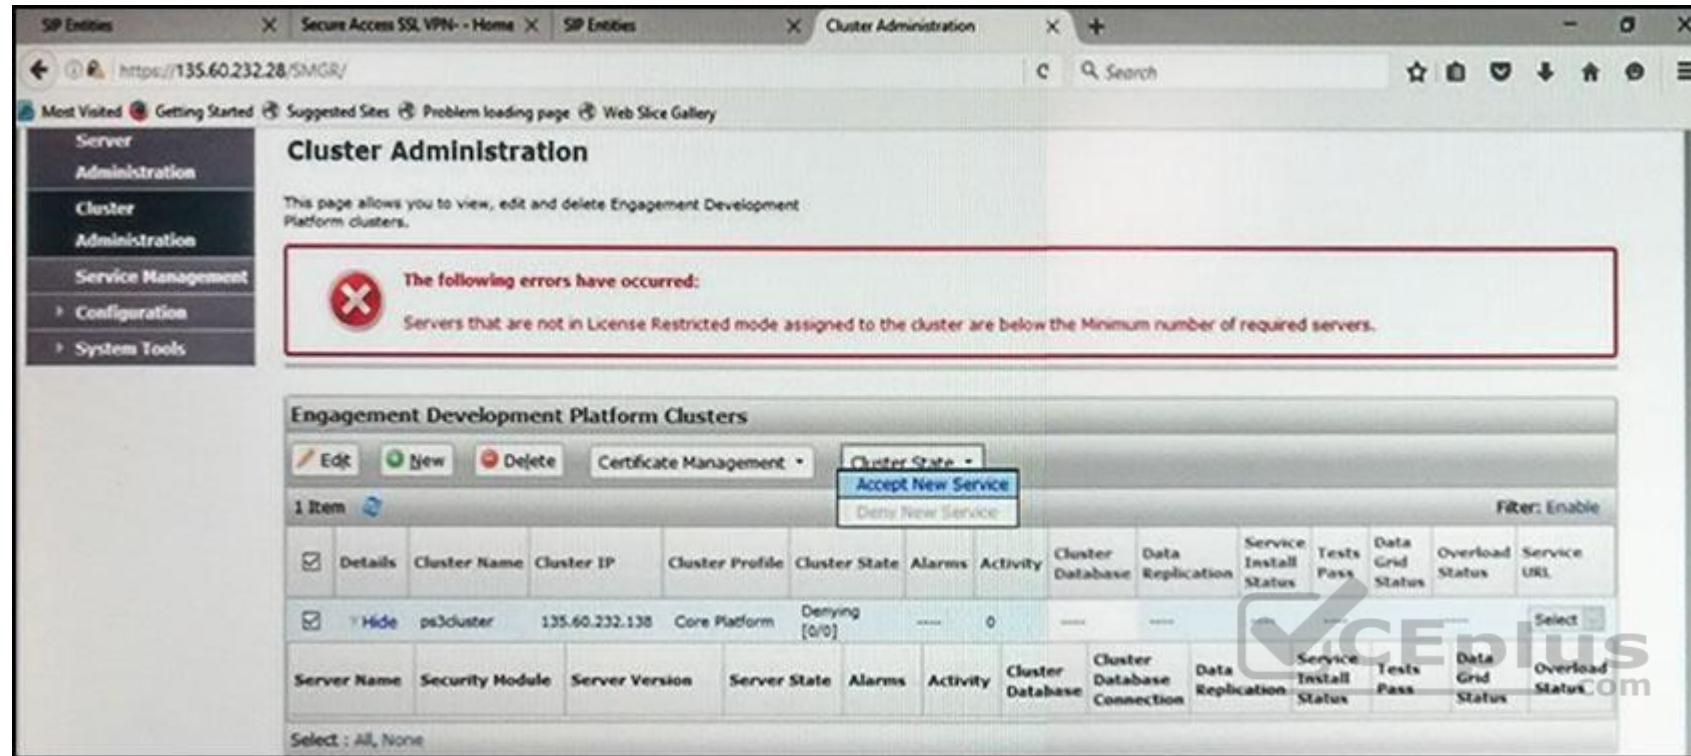 SIP Entities
Secure Access SSL VPN- - Home
SIP Entities
Cluster Administration
https://135.60.232.28/SMGR/
Search
Most Visited Getting Started Suggested Sites Problem loading page Web Slice Gallery
Server
Administration
Cluster
Administration
Service Management
Configuration
System Tools
Cluster Administration
This page allows you to view, edit and delete Engagement Development
Platform clusters.
The following errors have occurred:
Servers that are not in License Restricted mode assigned to the cluster are below the Minimum number of required servers.
Engagement Development Platform Clusters
Edit New Delete Certificate Management Cluster State
Accept New Service
Deny New Service
1 Item
Filter: Enable
Details Cluster Name Cluster IP Cluster Profile Cluster State Alarms Activity Cluster Database Data Replication Service Install Status Tests Pass Data Grid Status Overload Status Service URL
Hide ps3cluster 135.60.232.138 Core Platform Denying [0/0] ---- 0 ---- ---- ---- ---- ---- Select
Server Name Security Module Server Version Server State Alarms Activity Cluster Database Cluster Database Connection Data Replication Service Install Status Tests Pass Data Grid Status Overload Status
Select : All, None
VCEplus
.com